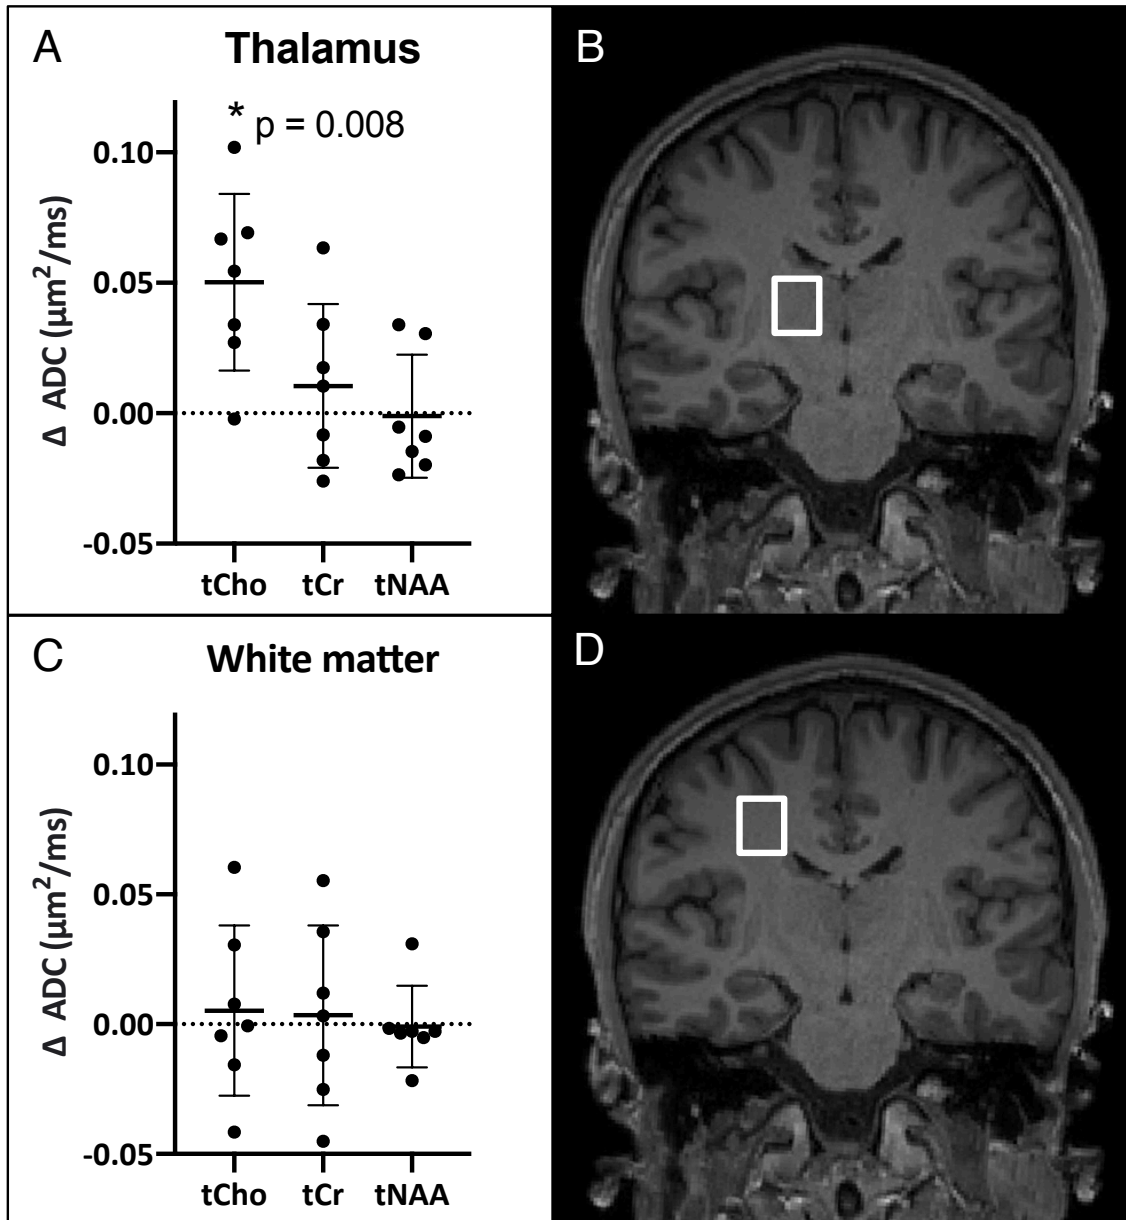 A
Thalamus
* p = 0.008
Δ ADC (µm²/ms)
0.10
0.05
0.00
-0.05
tCho tCr tNAA
B
C
White matter
Δ ADC (µm²/ms)
0.10
0.05
0.00
-0.05
tCho tCr tNAA
D